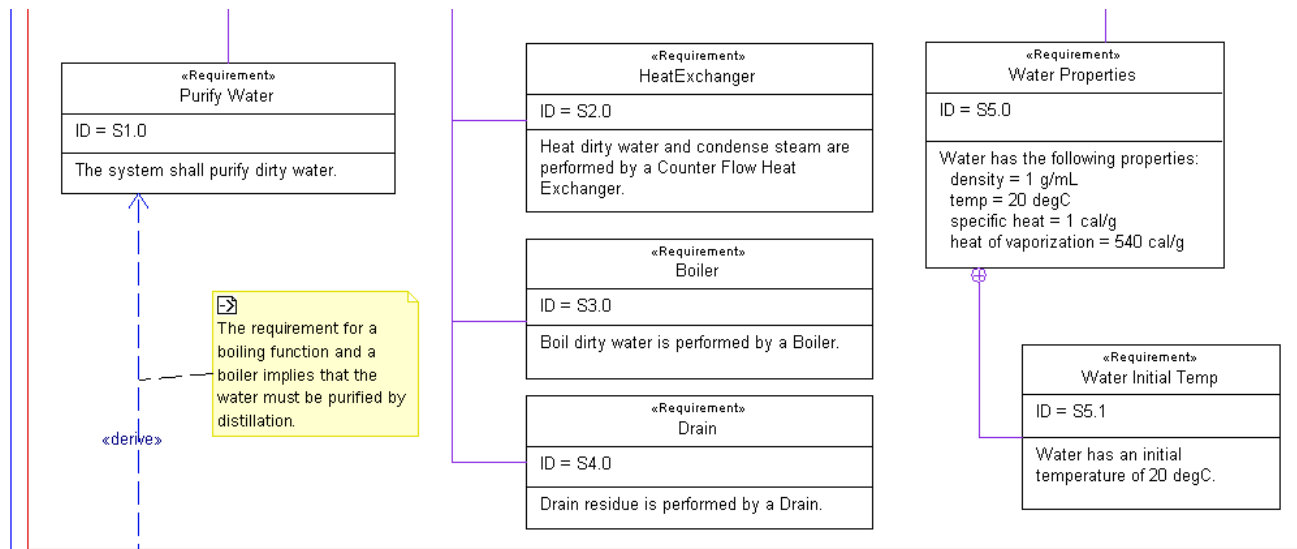 «Requirement»
Purify Water
ID = S1.0
The system shall purify dirty water.
The requirement for a
boiling function and a
boiler implies that the
water must be purified by
distillation.
«derive»
«Requirement»
HeatExchanger
ID = S2.0
Heat dirty water and condense steam are
performed by a Counter Flow Heat
Exchanger.
«Requirement»
Boiler
ID = S3.0
Boil dirty water is performed by a Boiler.
«Requirement»
Drain
ID = S4.0
Drain residue is performed by a Drain.
«Requirement»
Water Properties
ID = S5.0
Water has the following properties:
density = 1 g/mL
temp = 20 degC
specific heat = 1 cal/g
heat of vaporization = 540 cal/g
«Requirement»
Water Initial Temp
ID = S5.1
Water has an initial
temperature of 20 degC.